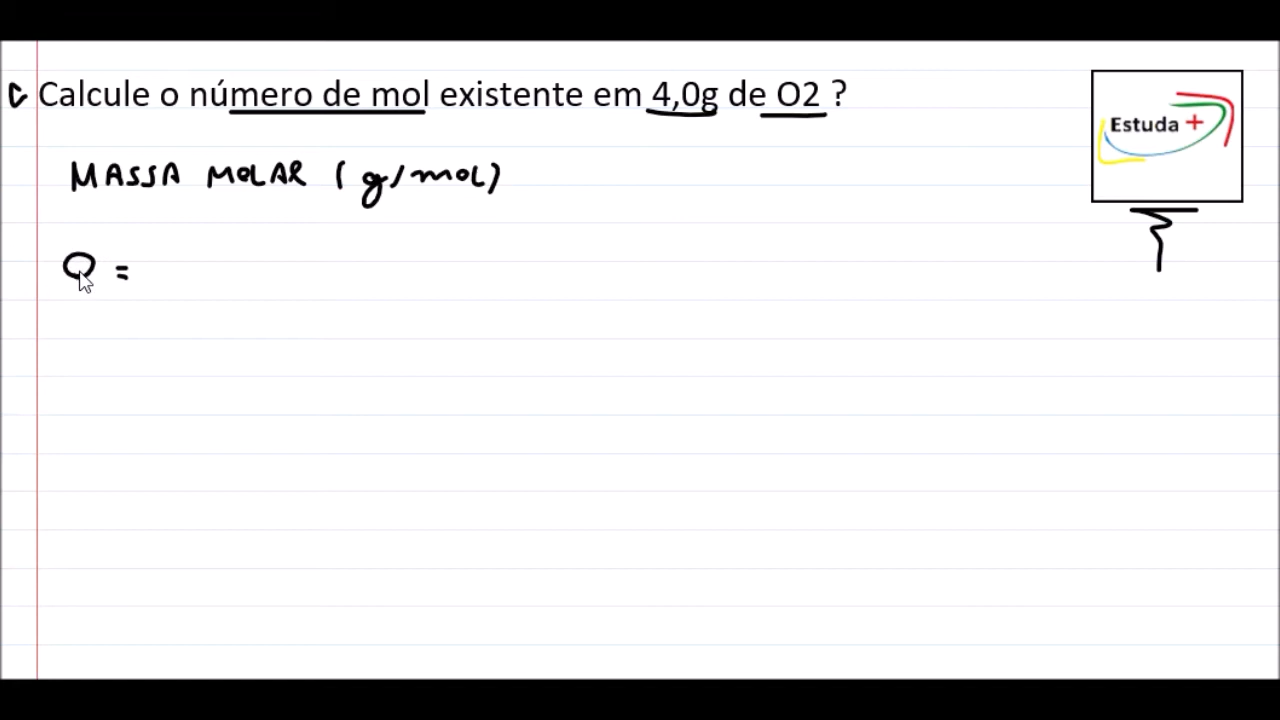 Calcule o número de mol existente em 4,0g de O2 ?
Estuda +
MASSA MOLAR (g/mol)
O =